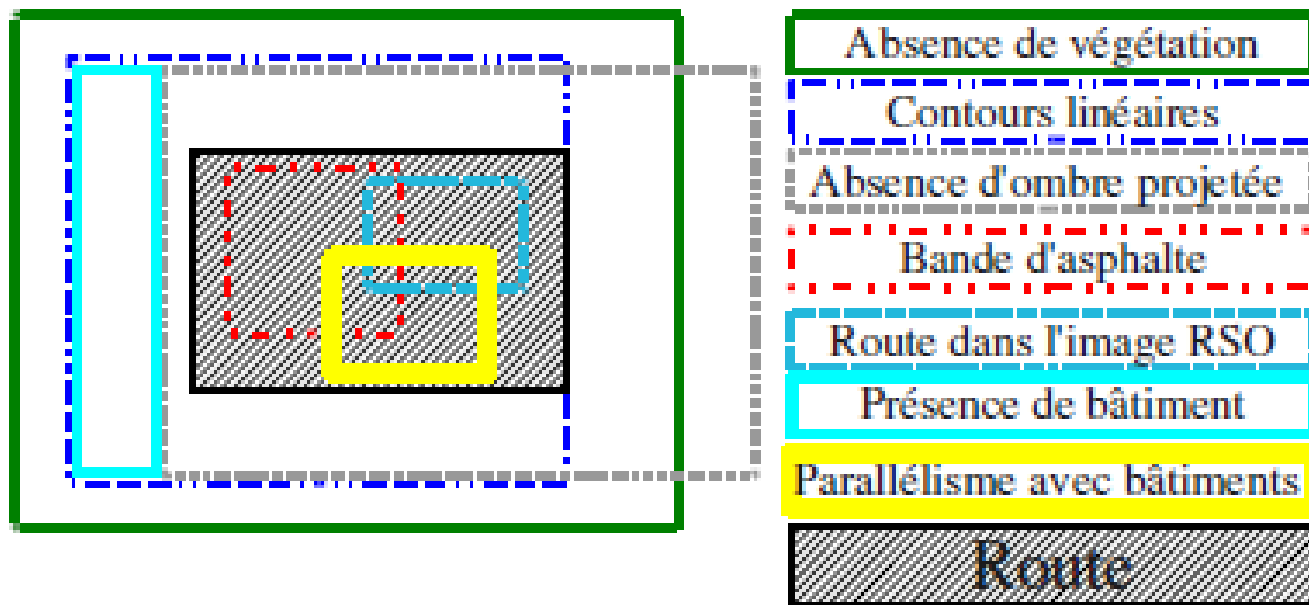 Absence de végétation
Contours linéaires
Absence d'ombre projetée
Bande d'asphalte
Route dans l'image RSO
Présence de bâtiment
Parallélisme avec bâtiments
Route